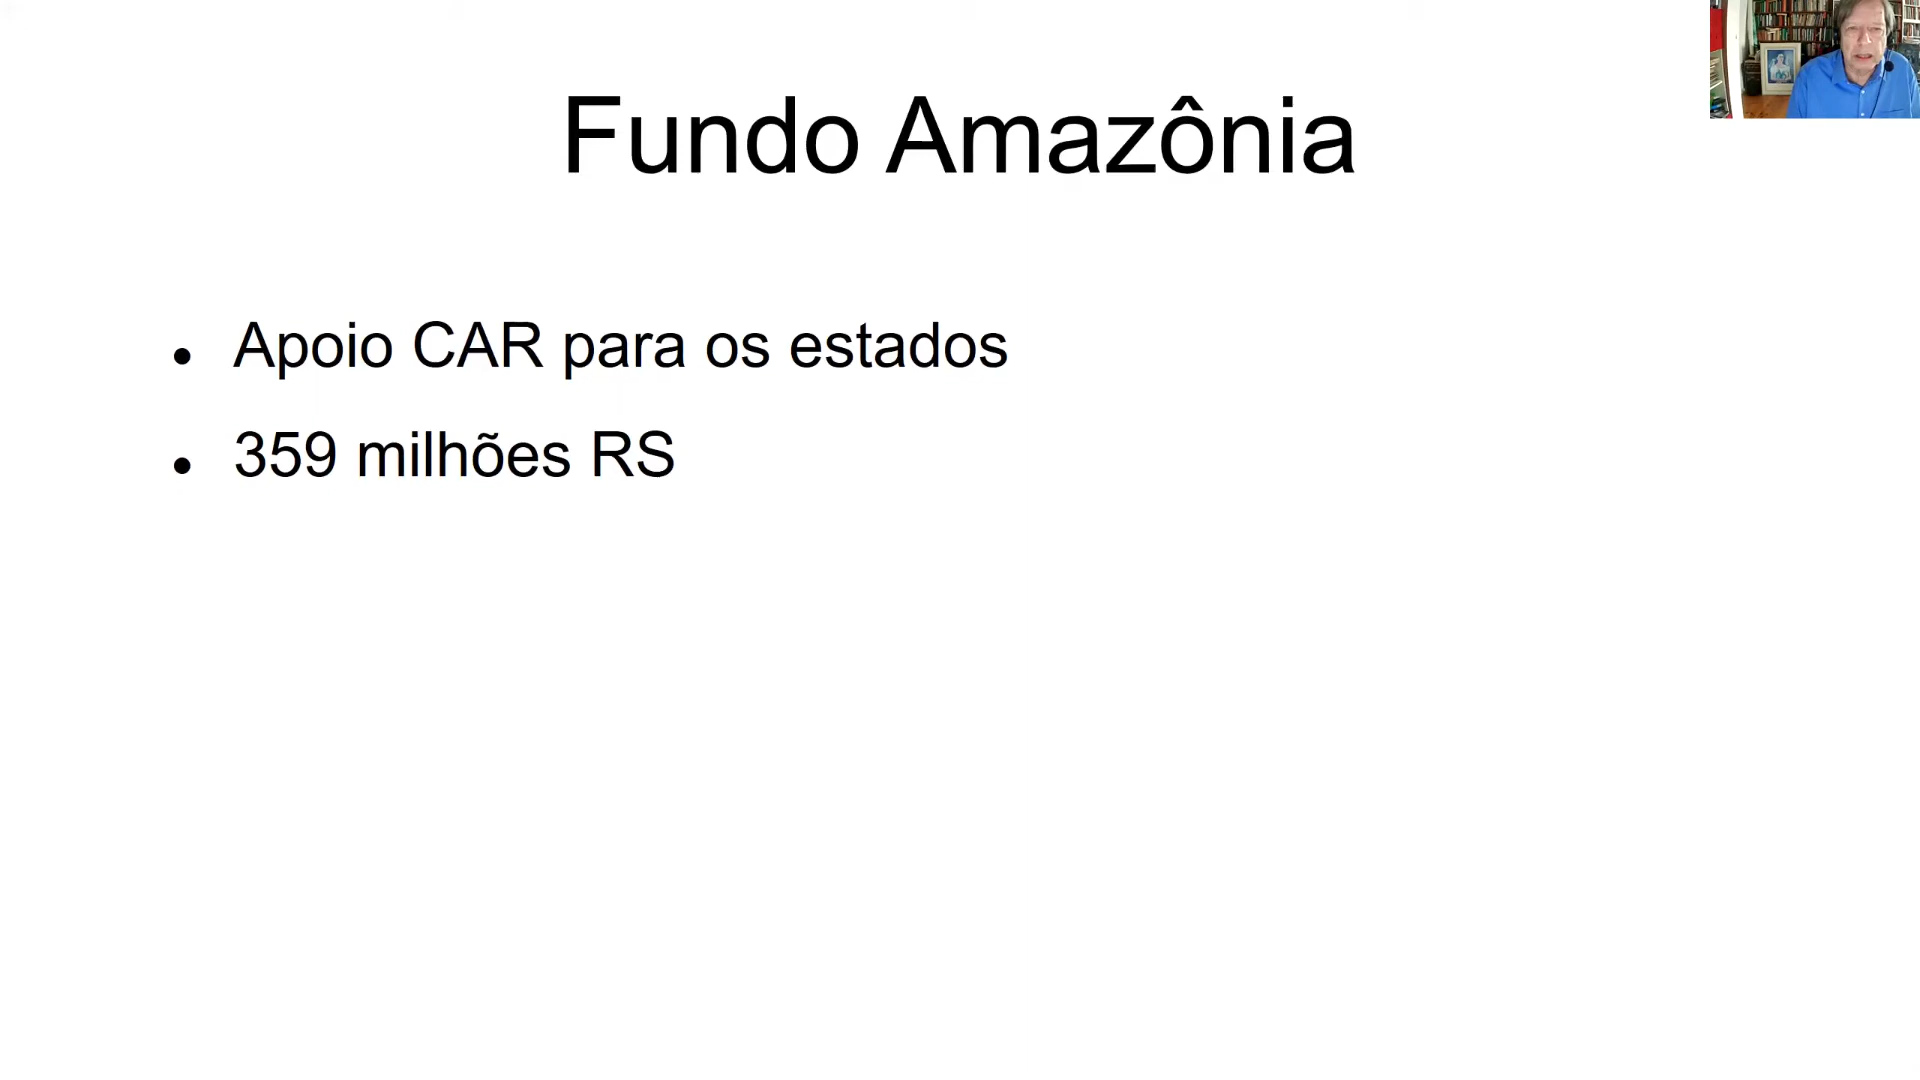 Fundo Amazônia
• Apoio CAR para os estados
• 359 milhões RS